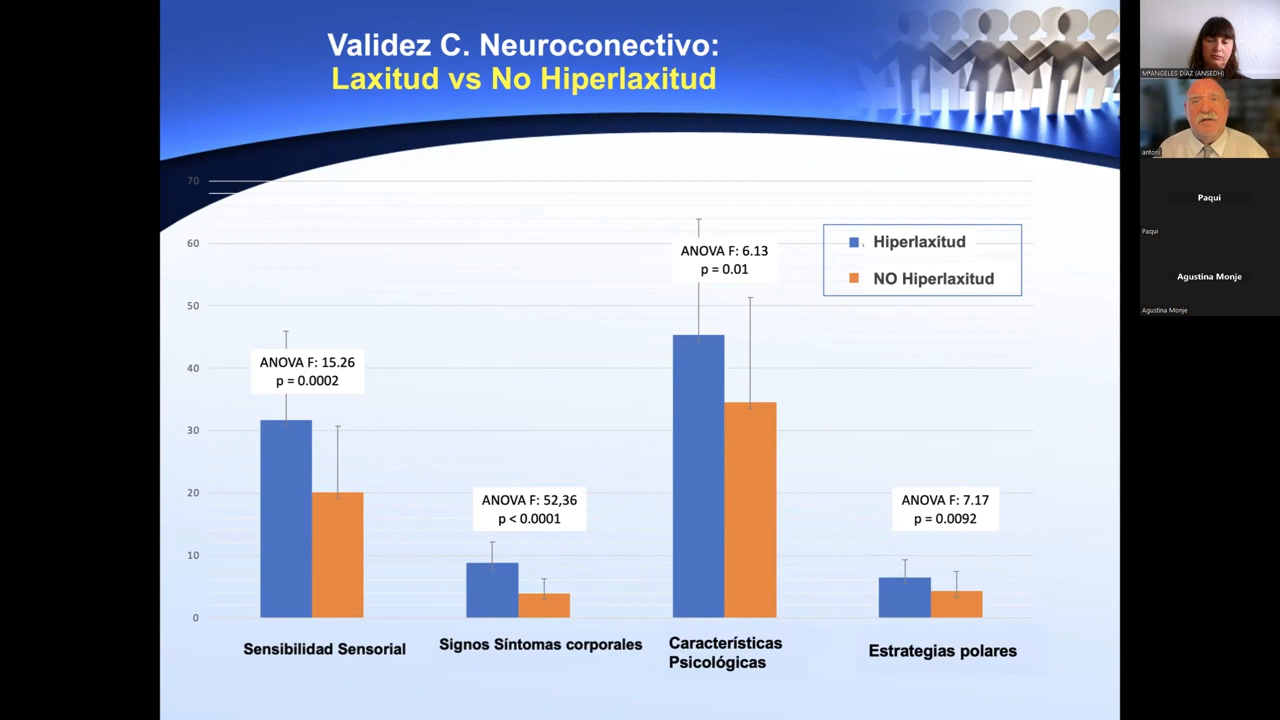 Validez C. Neuroconectivo:
Laxitud vs No Hiperlaxitud
70
60
50
40
30
20
10
0
Hiperlaxitud
NO Hiperlaxitud
ANOVA F: 15.26
p = 0.0002
ANOVA F: 52,36
p < 0.0001
ANOVA F: 6.13
p = 0.01
ANOVA F: 7.17
p = 0.0092
Sensibilidad Sensorial
Signos Síntomas corporales
Características
Psicológicas
Estrategias polares
MªANGELES DÍAZ (ANSEDH)
antoni
Paqui
Paqui
Agustina Monje
Agustina Monje